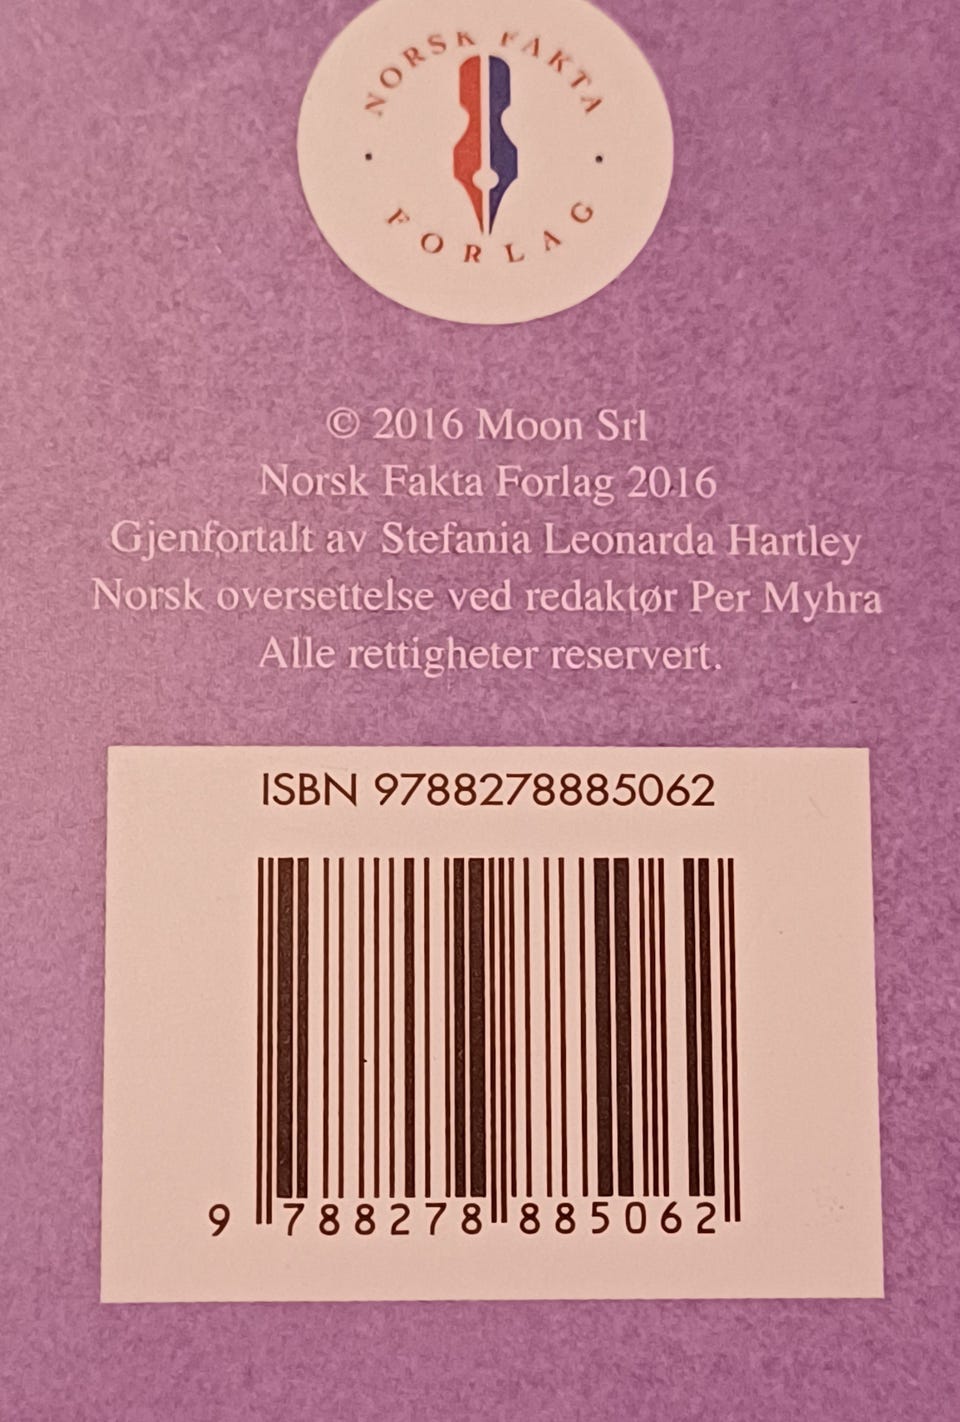 NORSK FAKTA
FORLAG
© 2016 Moon Srl
Norsk Fakta Forlag 2016
Gjenfortalt av Stefania Leonarda Hartley
Norsk oversettelse ved redaktør Per Myhra
Alle rettigheter reservert.
ISBN 9788278885062
9 788278 885062